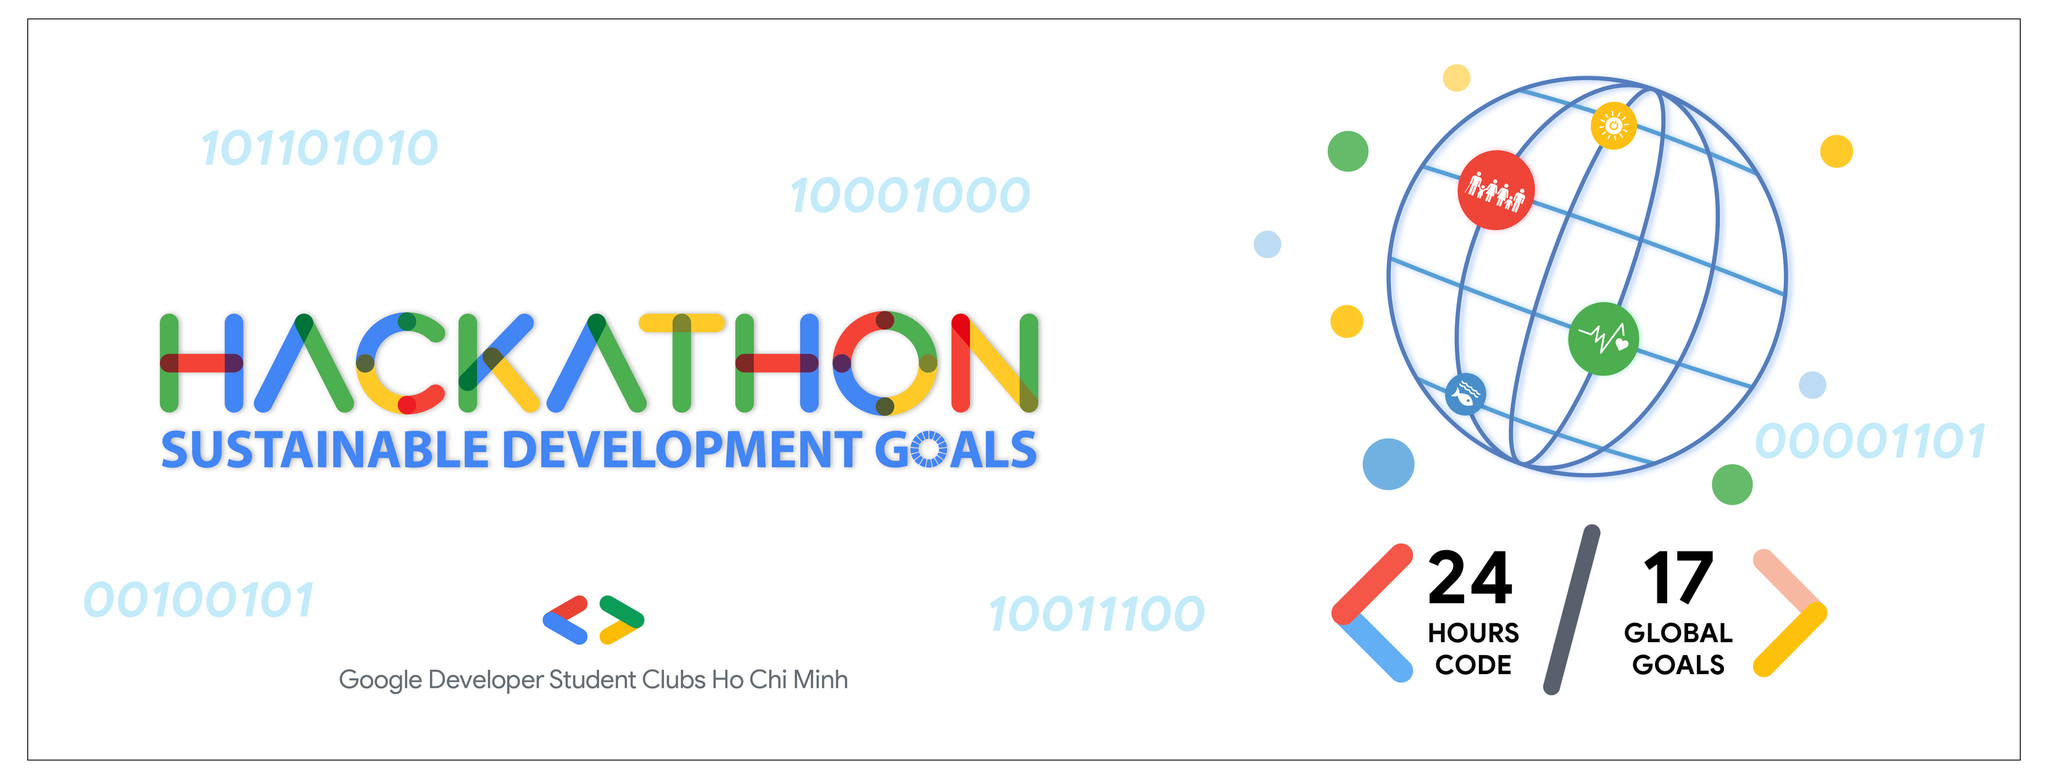 101101010
10001000
HACKATHON
SUSTAINABLE DEVELOPMENT GOALS
00001101
00100101
10011100
Google Developer Student Clubs Ho Chi Minh
24
HOURS
CODE
17
GLOBAL
GOALS